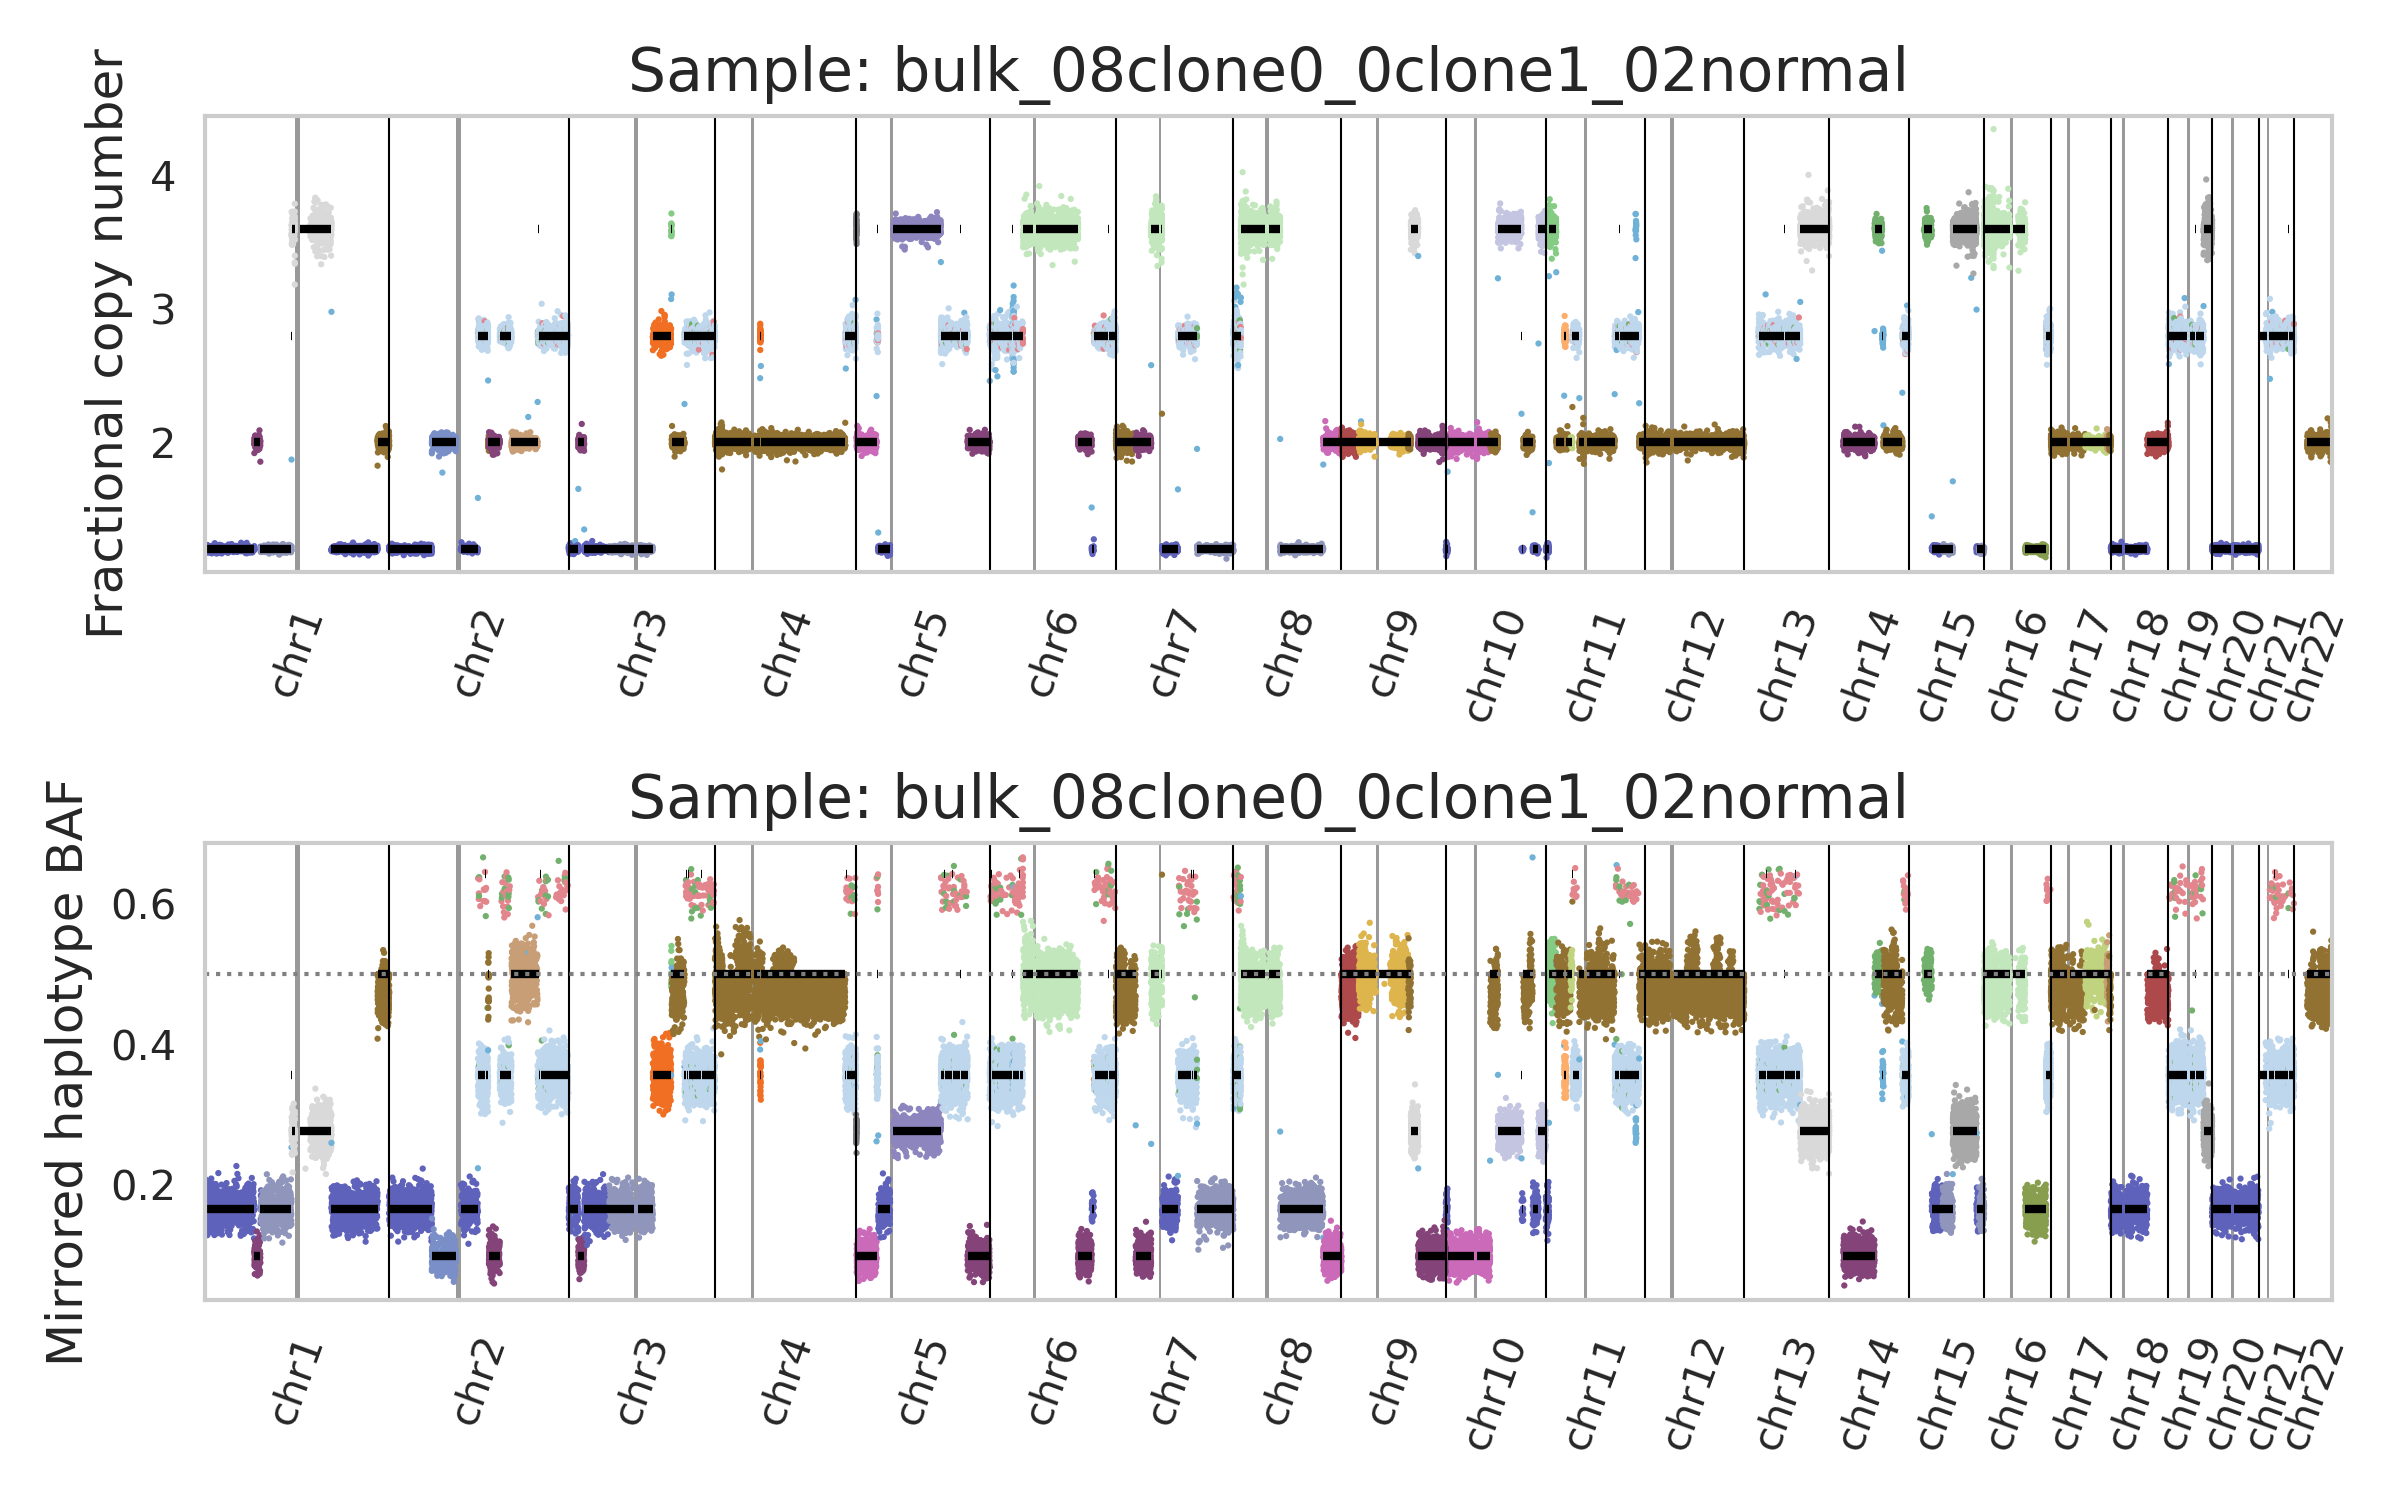 Sample: bulk_08clone0_0clone1_02normal
Fractional copy number
4
3
2
chr1
chr2
chr3
chr4
chr5
chr6
chr7
chr8
chr9
chr10
chr11
chr12
chr13
chr14
chr15
chr16
chr17
chr18
chr19
chr20
chr21
chr22
Sample: bulk_08clone0_0clone1_02normal
Mirrored haplotype BAF
0.6
0.4
0.2
chr1
chr2
chr3
chr4
chr5
chr6
chr7
chr8
chr9
chr10
chr11
chr12
chr13
chr14
chr15
chr16
chr17
chr18
chr19
chr20
chr21
chr22